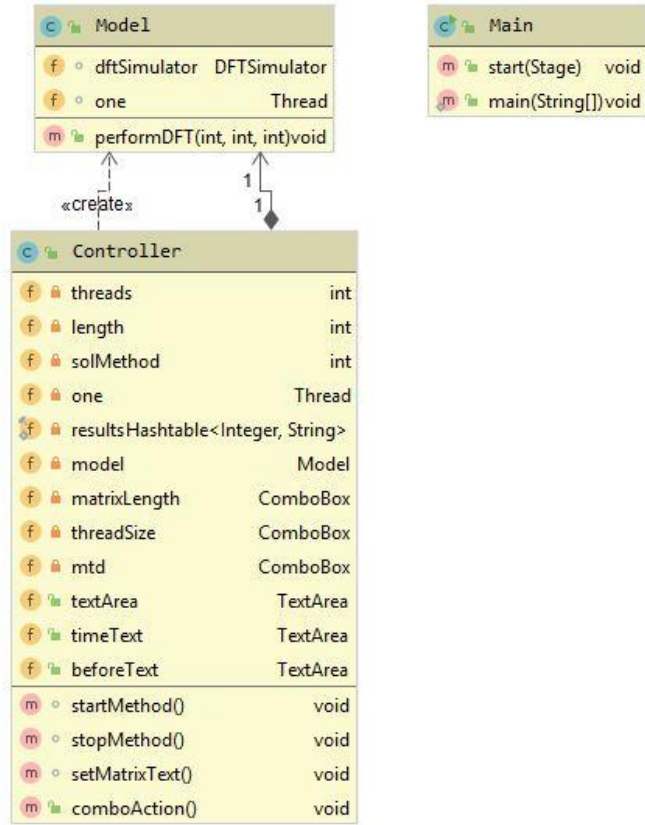 Model
dftSimulator DFTSimulator
one Thread
performDFT(int, int, int)void
Main
start(Stage) void
main(String[])void
1
«create»
1
Controller
threads int
length int
solMethod int
one Thread
resultsHashtable<Integer, String>
model Model
matrixLength ComboBox
threadSize ComboBox
mtd ComboBox
textArea TextArea
timeText TextArea
beforeText TextArea
startMethod() void
stopMethod() void
setMatrixText() void
comboAction() void